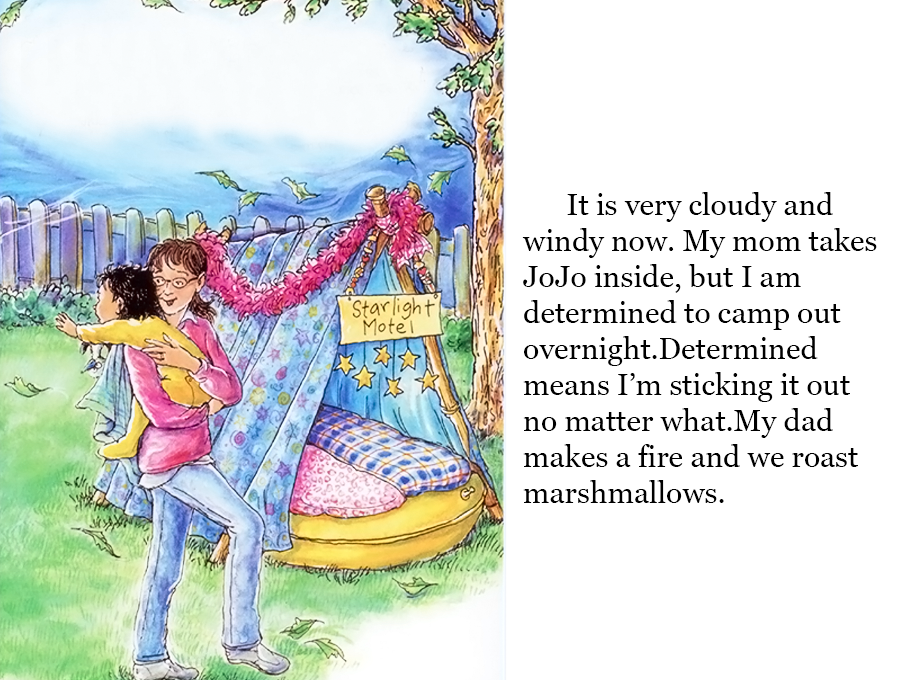 Starlight
Motel
It is very cloudy and
windy now. My mom takes
JoJo inside, but I am
determined to camp out
overnight.Determined
means I’m sticking it out
no matter what.My dad
makes a fire and we roast
marshmallows.